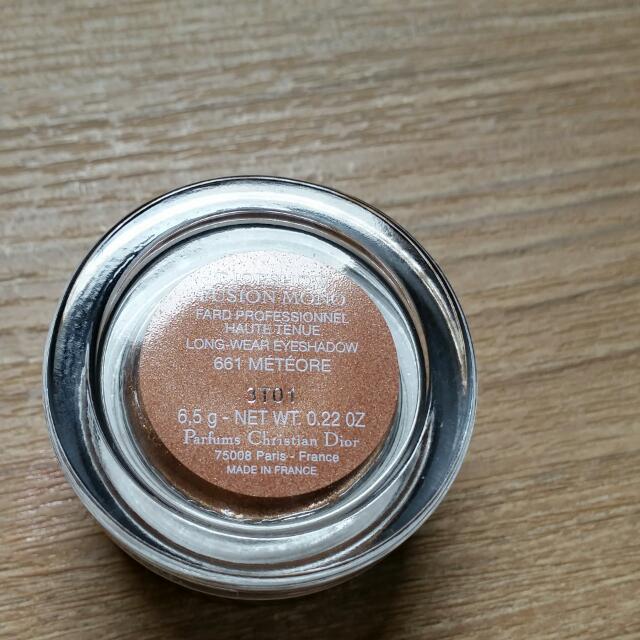 FUSION MONO
FARD PROFESSIONNEL
HAUTE TENUE
LONG-WEAR EYESHADOW
661 MÉTÉORE
3T01
6,5 g - NET WT. 0.22 OZ
Parfums Christian Dior
75008 Paris - France
MADE IN FRANCE